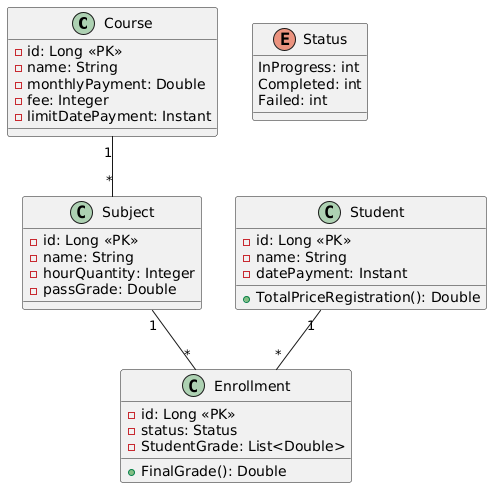 C Course
id: Long «PK»
name: String
monthlyPayment: Double
fee: Integer
limitDatePayment: Instant
E Status
InProgress: int
Completed: int
Failed: int
1
*
C Subject
id: Long «PK»
name: String
hourQuantity: Integer
passGrade: Double
C Student
id: Long «PK»
name: String
datePayment: Instant
TotalPriceRegistration(): Double
1
*
1
*
C Enrollment
id: Long «PK»
status: Status
StudentGrade: List<Double>
FinalGrade(): Double